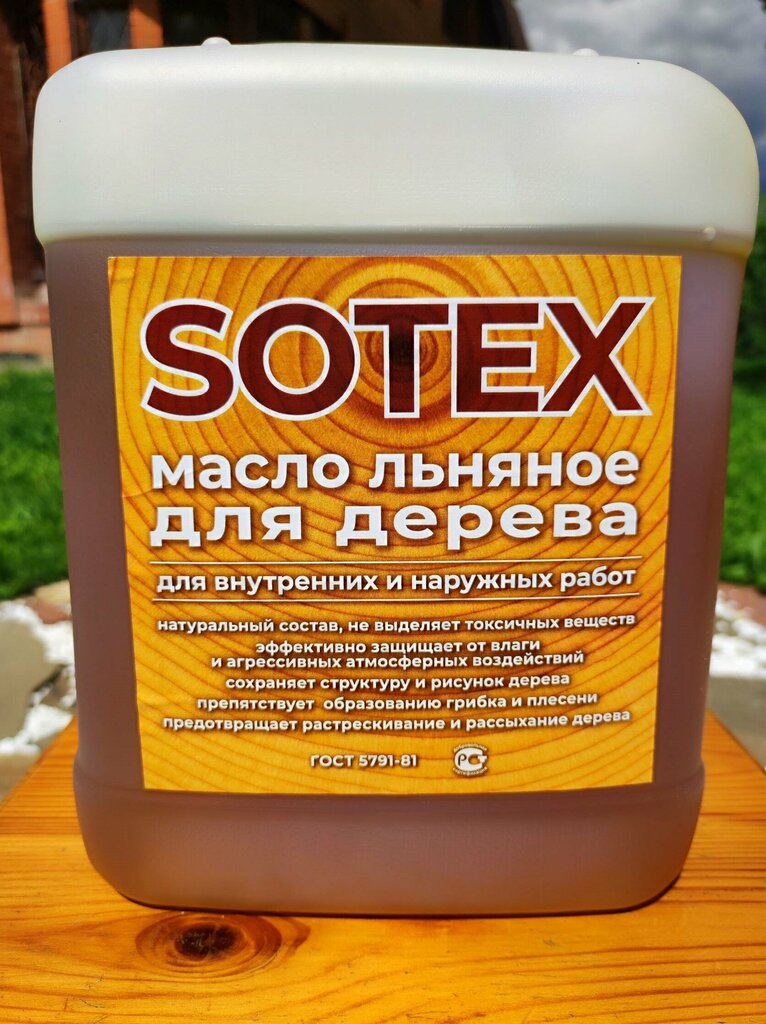 SOTEX
масло льняное
для дерева
для внутренних и наружных работ
натуральный состав, не выделяет токсичных веществ
эффективно защищает от влаги
и агрессивных атмосферных воздействий
сохраняет структуру и рисунок дерева
препятствует образованию грибка и плесени
предотвращает растрескивание и рассыхание дерева
ГОСТ 5791-81